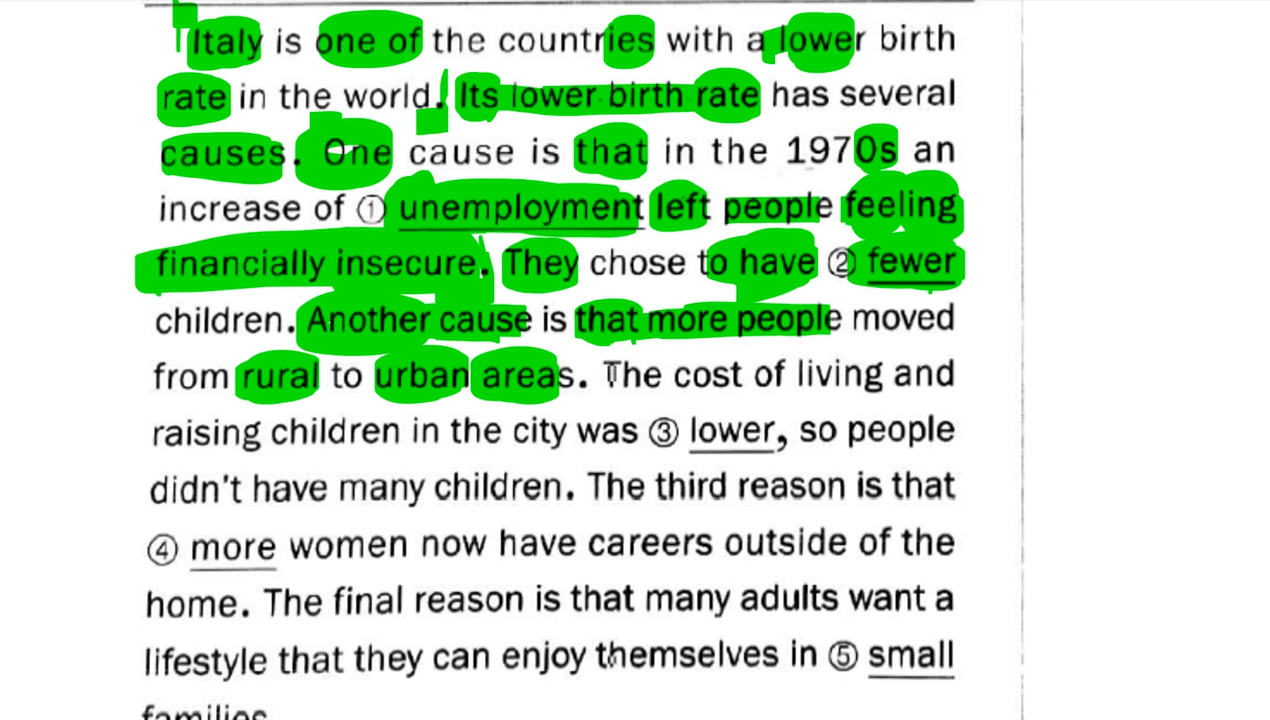 Italy is one of the countries with a lower birth
rate in the world. Its lower birth rate has several
causes. One cause is that in the 1970s an
increase of ① unemployment left people feeling
financially insecure. They chose to have ② fewer
children. Another cause is that more people moved
from rural to urban areas. The cost of living and
raising children in the city was ③ lower, so people
didn't have many children. The third reason is that
④ more women now have careers outside of the
home. The final reason is that many adults want a
lifestyle that they can enjoy themselves in ⑤ small
families.